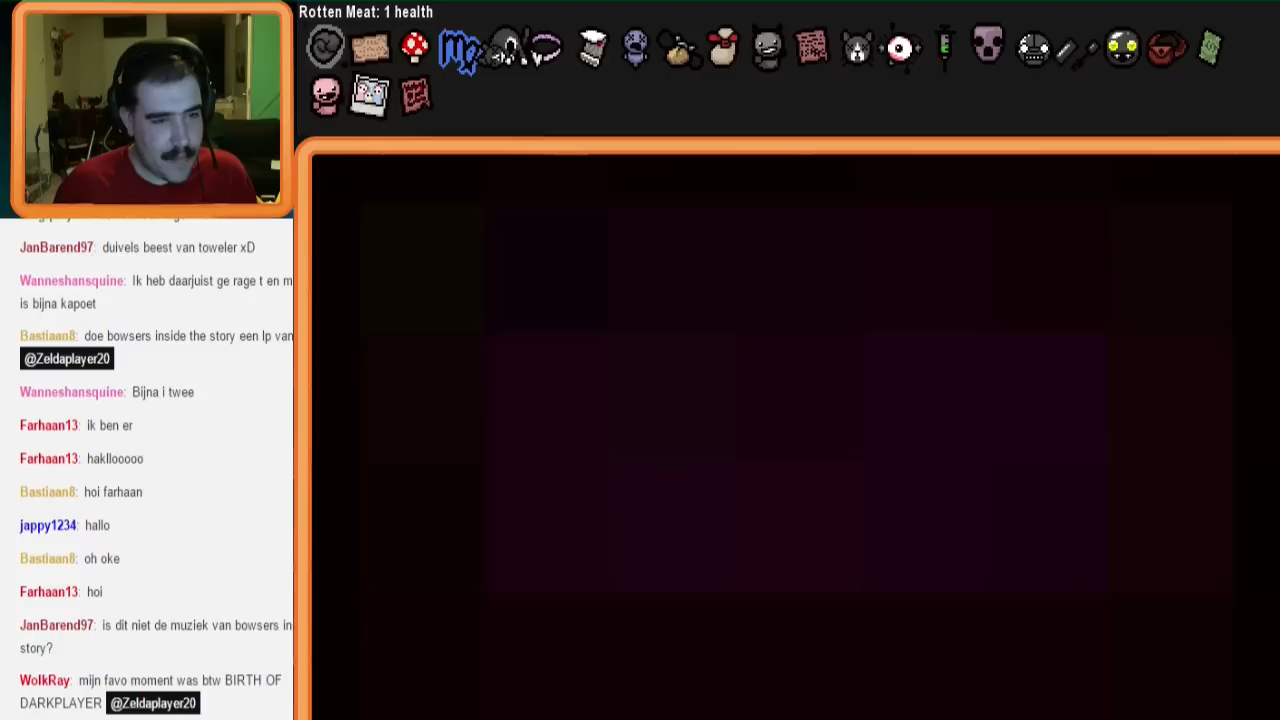 Rotten Meat: 1 health
JanBarend97: duivels beest van toweler xD
Wanneshansquine: Ik heb daarjuist ge rage t en m
is bijna kapoet
Bastiaan8: doe bowsers inside the story een lp van
@Zeldaplayer20
Wanneshansquine: Bijna i twee
Farhaan13: ik ben er
Farhaan13: hakllooooo
Bastiaan8: hoi farhaan
jappy1234: hallo
Bastiaan8: oh oke
Farhaan13: hoi
JanBarend97: is dit niet de muziek van bowsers in
story?
WolkRay: mijn favo moment was btw BIRTH OF
DARKPLAYER @Zeldaplayer20